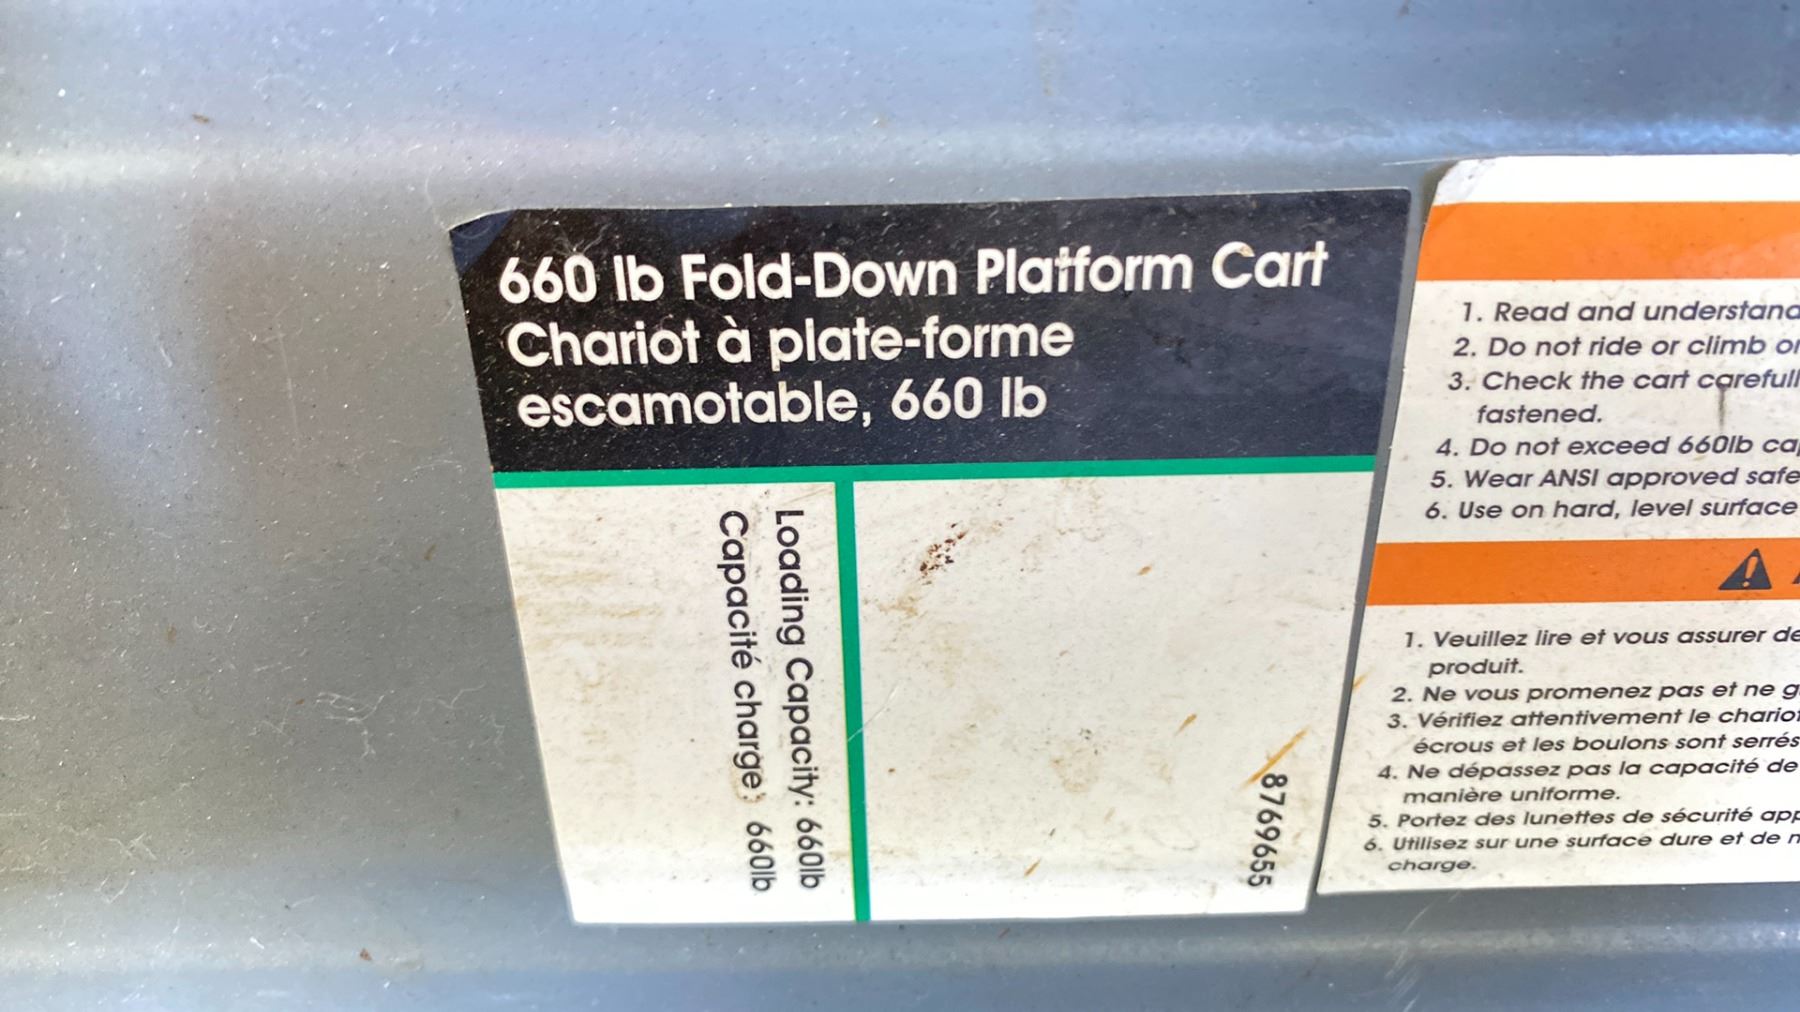 660 lb Fold-Down Platform Cart
Chariot à plate-forme
escamotable, 660 lb
Loading Capacity: 660lb
Capacité charge: 660lb
8769655
1. Read and understand
2. Do not ride or climb
3. Check the cart
fastened.
4. Do not exceed 660lb
5. Wear ANSI approved
6. Use on hard, level surface
1. Veuillez lire et vous assurer
produit.
2. Ne vous promenez pas et ne
3. Vérifiez attentivement le chariot
écrous et les boulons sont serrés
4. Ne dépassez pas la capacité de
manière uniforme.
5. Portez des lunettes de sécurité
6. Utilisez sur une surface dure et de
charge.